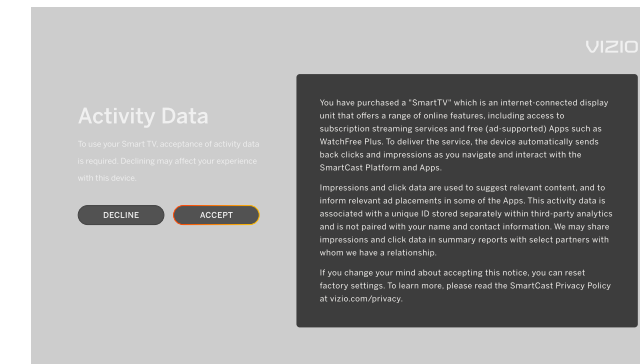 VIZIO
Activity Data
To use your Smart TV, acceptance of activity data
is required. Declining may affect your experience
with this device.
DECLINE
ACCEPT
You have purchased a "SmartTV" which is an internet-connected display
unit that offers a range of online features, including access to
subscription streaming services and free (ad-supported) Apps such as
WatchFree Plus. To deliver the service, the device automatically sends
back clicks and impressions as you navigate and interact with the
SmartCast Platform and Apps.
Impressions and click data are used to suggest relevant content, and to
inform relevant ad placements in some of the Apps. This activity data is
associated with a unique ID stored separately within third-party analytics
and is not paired with your name and contact information. We may share
impressions and click data in summary reports with select partners with
whom we have a relationship.
If you change your mind about accepting this notice, you can reset
factory settings. To learn more, please read the SmartCast Privacy Policy
at vizio.com/privacy.